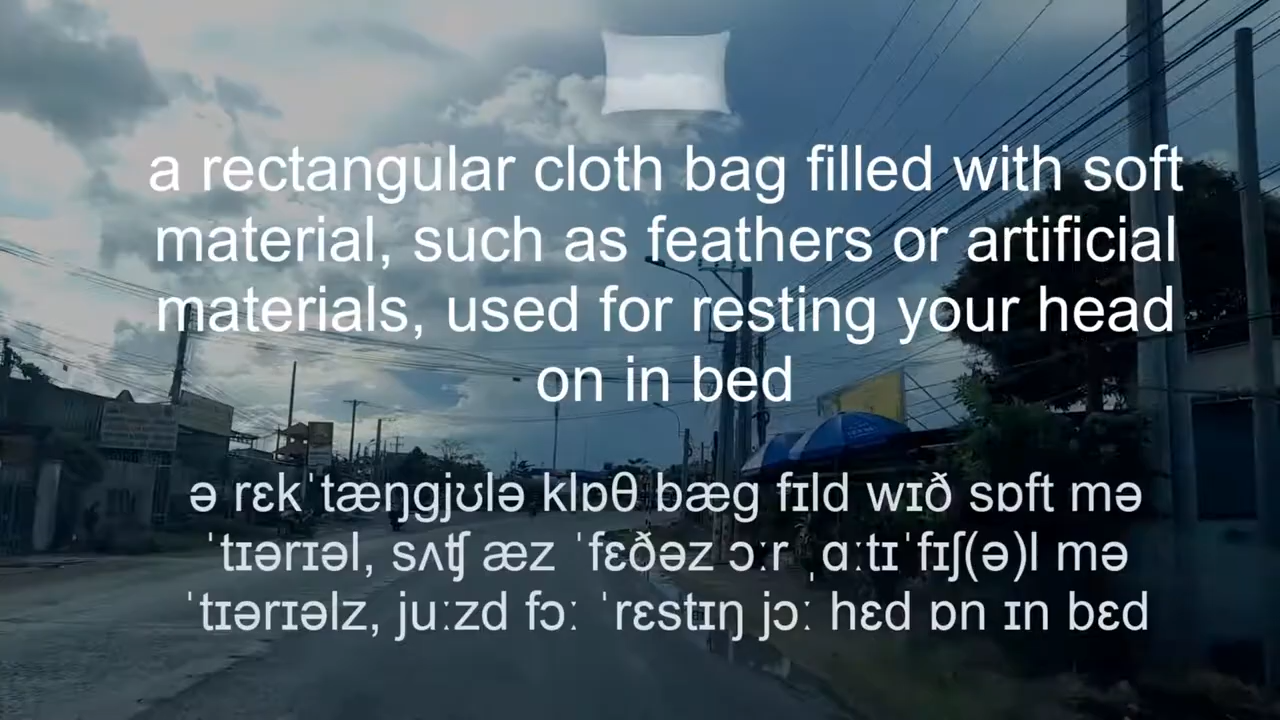 a rectangular cloth bag filled with soft
material, such as feathers or artificial
materials, used for resting your head
on in bed
ə rɛkˈtæŋgjʊlə klɒθ bæg fɪld wɪð sɒft mə
ˈtɪərɪəl, sʌʧ æz ˈfɛðəz ɔːr ˌɑːtɪˈfɪʃ(ə)l mə
ˈtɪərɪəlz, juːzd fɔː ˈrɛstɪŋ jɔː hɛd ɒn ɪn bɛd